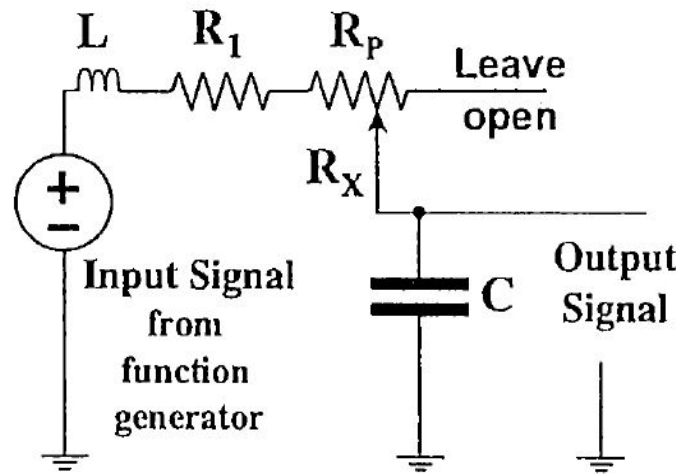 L
R1
RP
Leave
open
RX
+
−
Input Signal
from
function
generator
C
Output
Signal